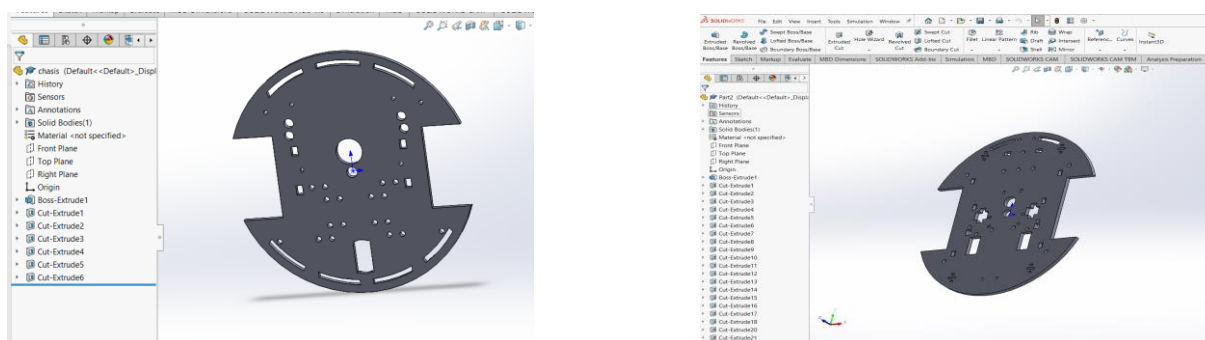 chasis (Default<<Default>_Displ
History
Sensors
Annotations
Solid Bodies(1)
Material <not specified>
Front Plane
Top Plane
Right Plane
Origin
Boss-Extrude1
Cut-Extrude1
Cut-Extrude2
Cut-Extrude3
Cut-Extrude4
Cut-Extrude5
Cut-Extrude6
SOLIDWORKS File Edit View Insert Tools Simulation Window
Extruded Boss/Base
Revolved Boss/Base
Swept Boss/Base
Lofted Boss/Base
Boundary Boss/Base
Extruded Cut
Hole Wizard
Revolved Cut
Swept Cut
Lofted Cut
Boundary Cut
Fillet
Linear Pattern
Rib
Draft
Shell
Wrap
Intersect
Mirror
Referenc...
Curves
Instant3D
Features Sketch Markup Evaluate MBD Dimensions SOLIDWORKS Add-Ins Simulation MBD SOLIDWORKS CAM SOLIDWORKS CAM TBM Analysis Preparation
Part2 (Default<<Default>_Displa
History
Sensors
Annotations
Solid Bodies(1)
Material <not specified>
Front Plane
Top Plane
Right Plane
Origin
Boss-Extrude1
Cut-Extrude1
Cut-Extrude2
Cut-Extrude3
Cut-Extrude4
Cut-Extrude5
Cut-Extrude6
Cut-Extrude7
Cut-Extrude8
Cut-Extrude9
Cut-Extrude10
Cut-Extrude11
Cut-Extrude12
Cut-Extrude13
Cut-Extrude14
Cut-Extrude15
Cut-Extrude16
Cut-Extrude17
Cut-Extrude18
Cut-Extrude20
Cut-Extrude21